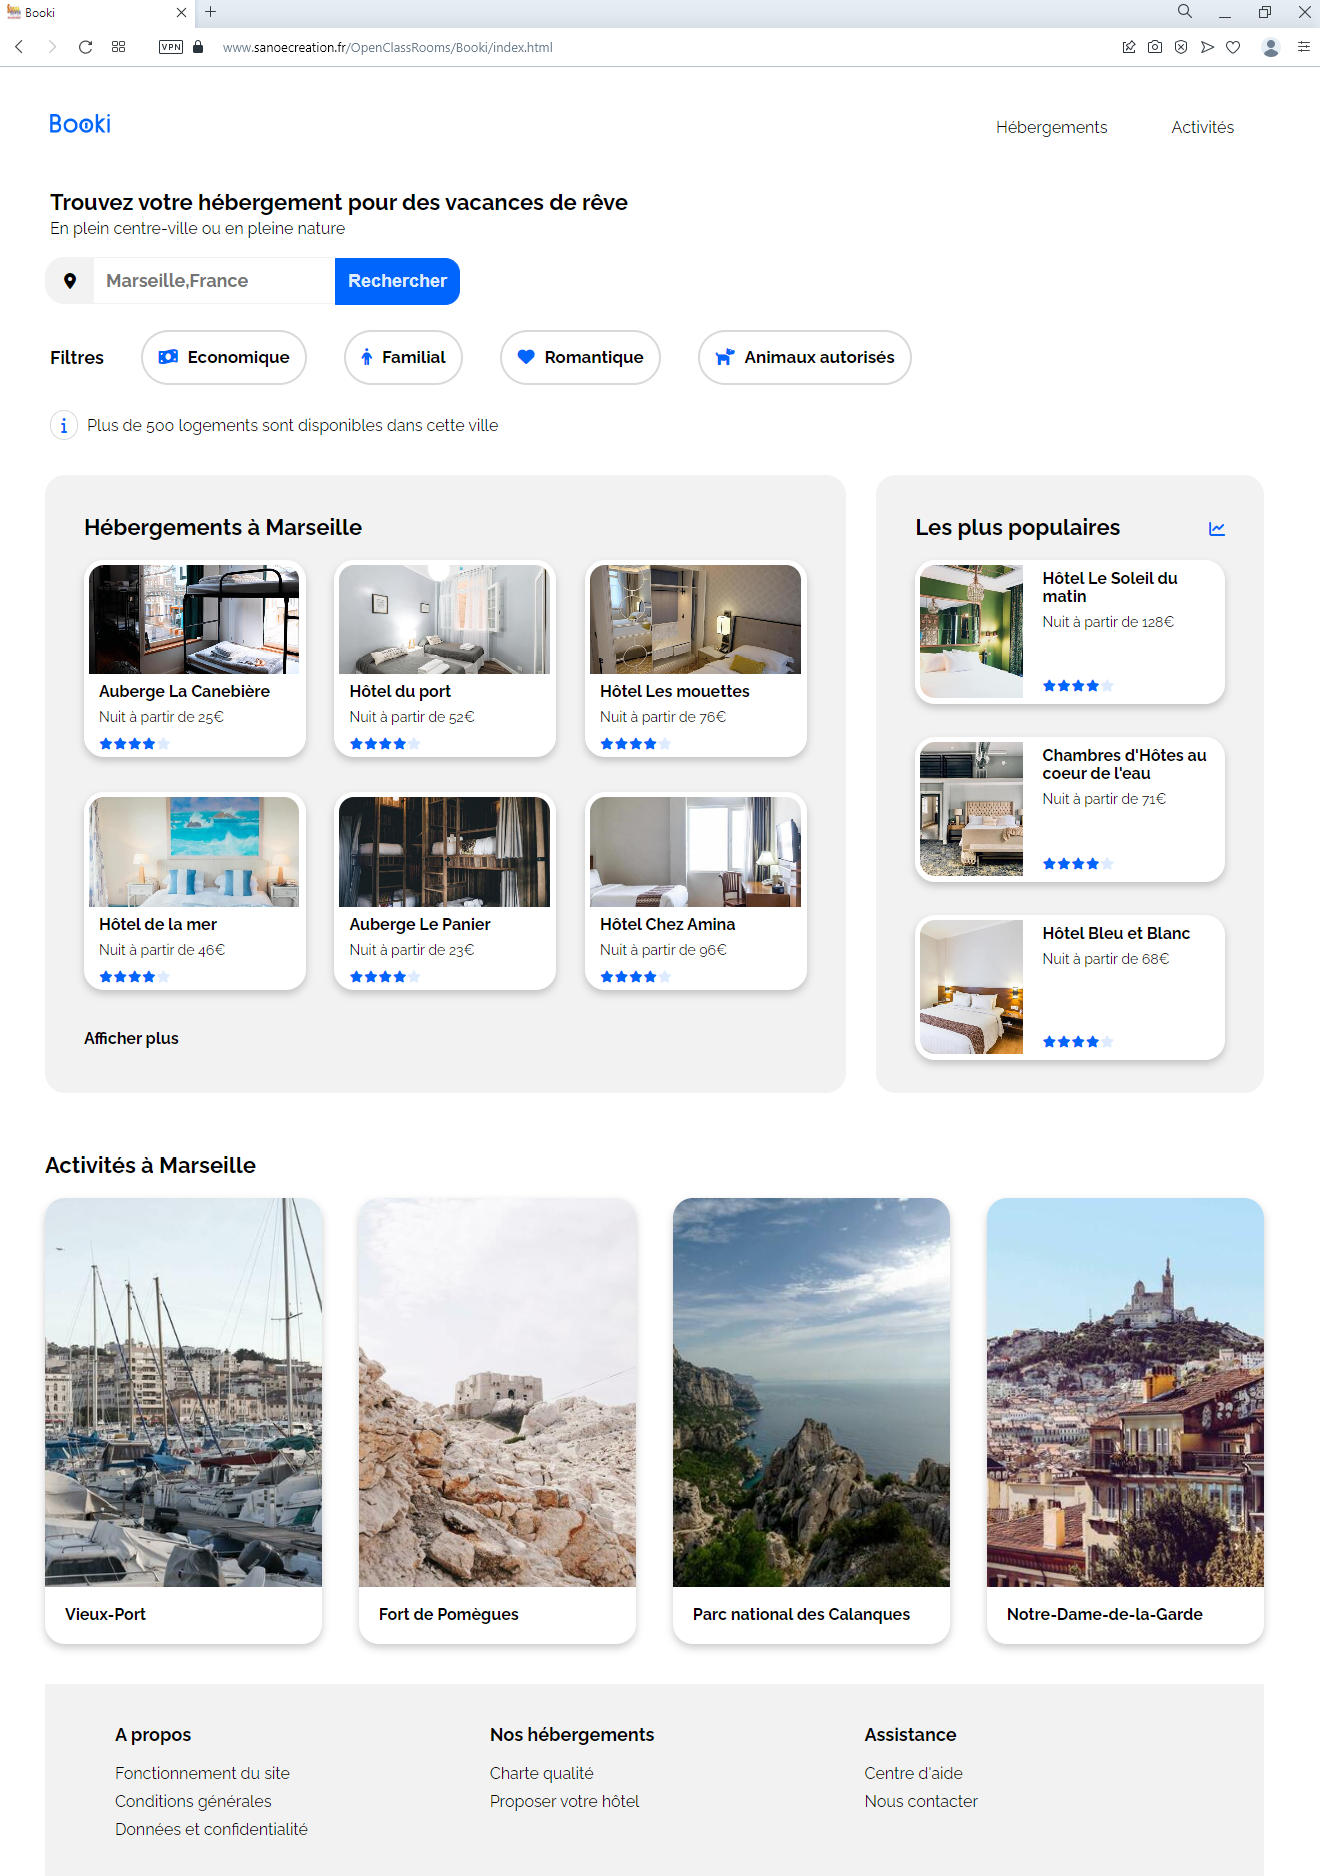 Booki
VPN
www.sanoecreation.fr/OpenClassRooms/Booki/index.html
Booki
Hébergements
Activités
Trouvez votre hébergement pour des vacances de rêve
En plein centre-ville ou en pleine nature
Marseille,France
Rechercher
Filtres
Economique
Familial
Romantique
Animaux autorisés
i
Plus de 500 logements sont disponibles dans cette ville
Hébergements à Marseille
Auberge La Canebière
Nuit à partir de 25€
Hôtel du port
Nuit à partir de 52€
Hôtel Les mouettes
Nuit à partir de 76€
Hôtel de la mer
Nuit à partir de 46€
Auberge Le Panier
Nuit à partir de 23€
Hôtel Chez Amina
Nuit à partir de 96€
Afficher plus
Les plus populaires
Hôtel Le Soleil du
matin
Nuit à partir de 128€
Chambres d'Hôtes au
coeur de l'eau
Nuit à partir de 71€
Hôtel Bleu et Blanc
Nuit à partir de 68€
Activités à Marseille
Vieux-Port
Fort de Pomègues
Parc national des Calanques
Notre-Dame-de-la-Garde
A propos
Fonctionnement du site
Conditions générales
Données et confidentialité
Nos hébergements
Charte qualité
Proposer votre hôtel
Assistance
Centre d'aide
Nous contacter